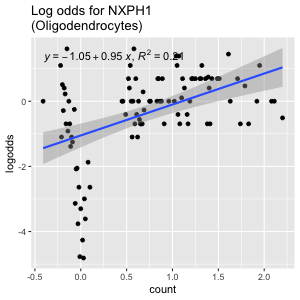 Log odds for NXPH1
(Oligodendrocytes)
y = −1.05 + 0.95 x, R² = 0.21
0
-2
-4
-0.5 0.0 0.5 1.0 1.5 2.0
count
logodds